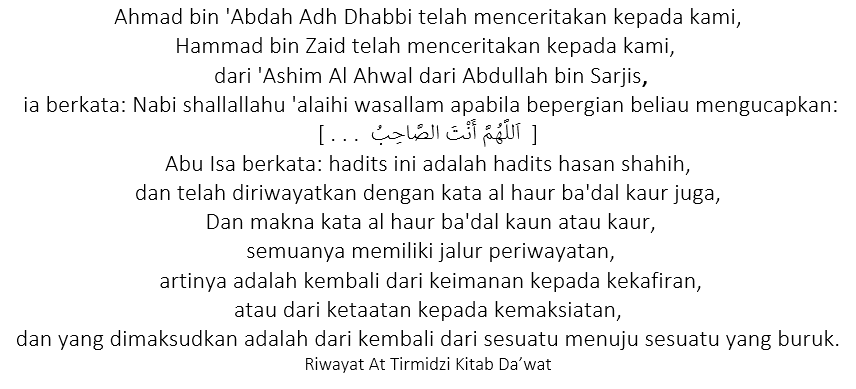 Ahmad bin 'Abdah Adh Dhabbi telah menceritakan kepada kami,
Hammad bin Zaid telah menceritakan kepada kami,
dari 'Ashim Al Ahwal dari Abdullah bin Sarjis,
ia berkata: Nabi shallallahu 'alaihi wasallam apabila bepergian beliau mengucapkan:
[ اَللّٰهُمَّ أَنْتَ الصَّاحِبُ . . . ]
Abu Isa berkata: hadits ini adalah hadits hasan shahih,
dan telah diriwayatkan dengan kata al haur ba'dal kaur juga,
Dan makna kata al haur ba'dal kaun atau kaur,
semuanya memiliki jalur periwayatan,
artinya adalah kembali dari keimanan kepada kekafiran,
atau dari ketaatan kepada kemaksiatan,
dan yang dimaksudkan adalah dari kembali dari sesuatu menuju sesuatu yang buruk.
Riwayat At Tirmidzi Kitab Da’wat